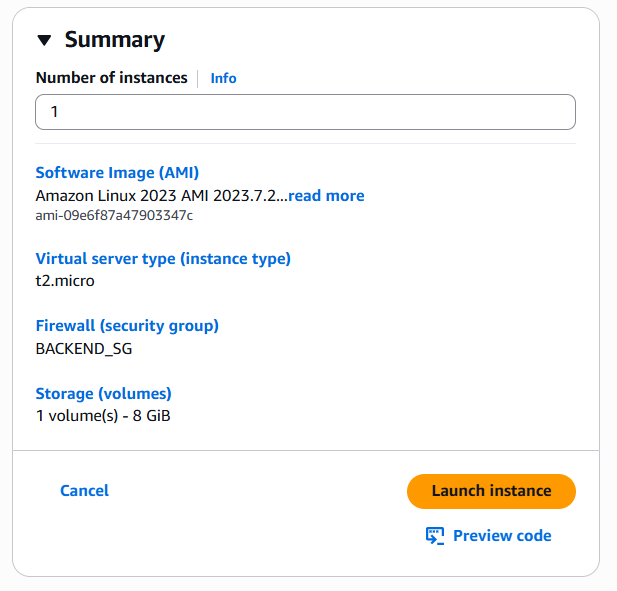 Summary
Number of instances Info
1
Software Image (AMI)
Amazon Linux 2023 AMI 2023.7.2...read more
ami-09e6f87a47903347c
Virtual server type (instance type)
t2.micro
Firewall (security group)
BACKEND_SG
Storage (volumes)
1 volume(s) - 8 GiB
Cancel
Launch instance
Preview code